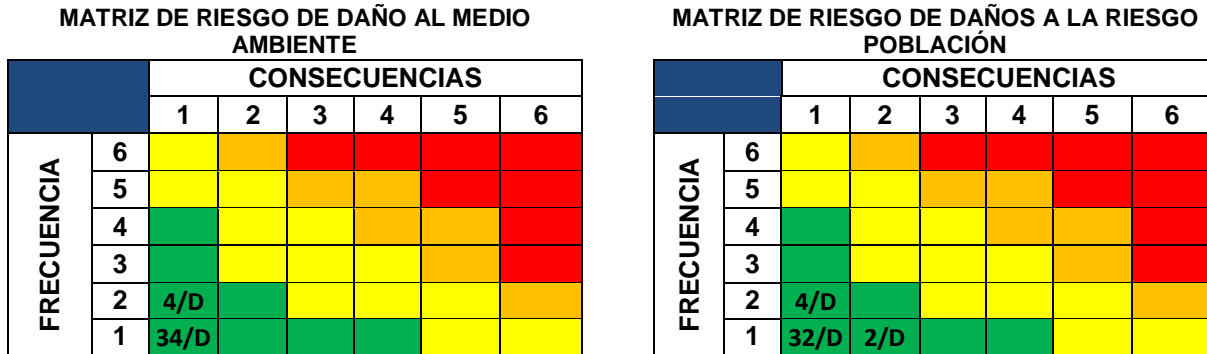 MATRIZ DE RIESGO DE DAÑO AL MEDIO
AMBIENTE
CONSECUENCIAS
1 2 3 4 5 6
FRECUENCIA
6
5
4
3
2 4/D
1 34/D
MATRIZ DE RIESGO DE DAÑOS A LA RIESGO
POBLACIÓN
CONSECUENCIAS
1 2 3 4 5 6
FRECUENCIA
6
5
4
3
2 4/D
1 32/D 2/D